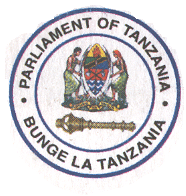 PARLIAMENT OF TANZANIA
BUNGE LA TANZANIA